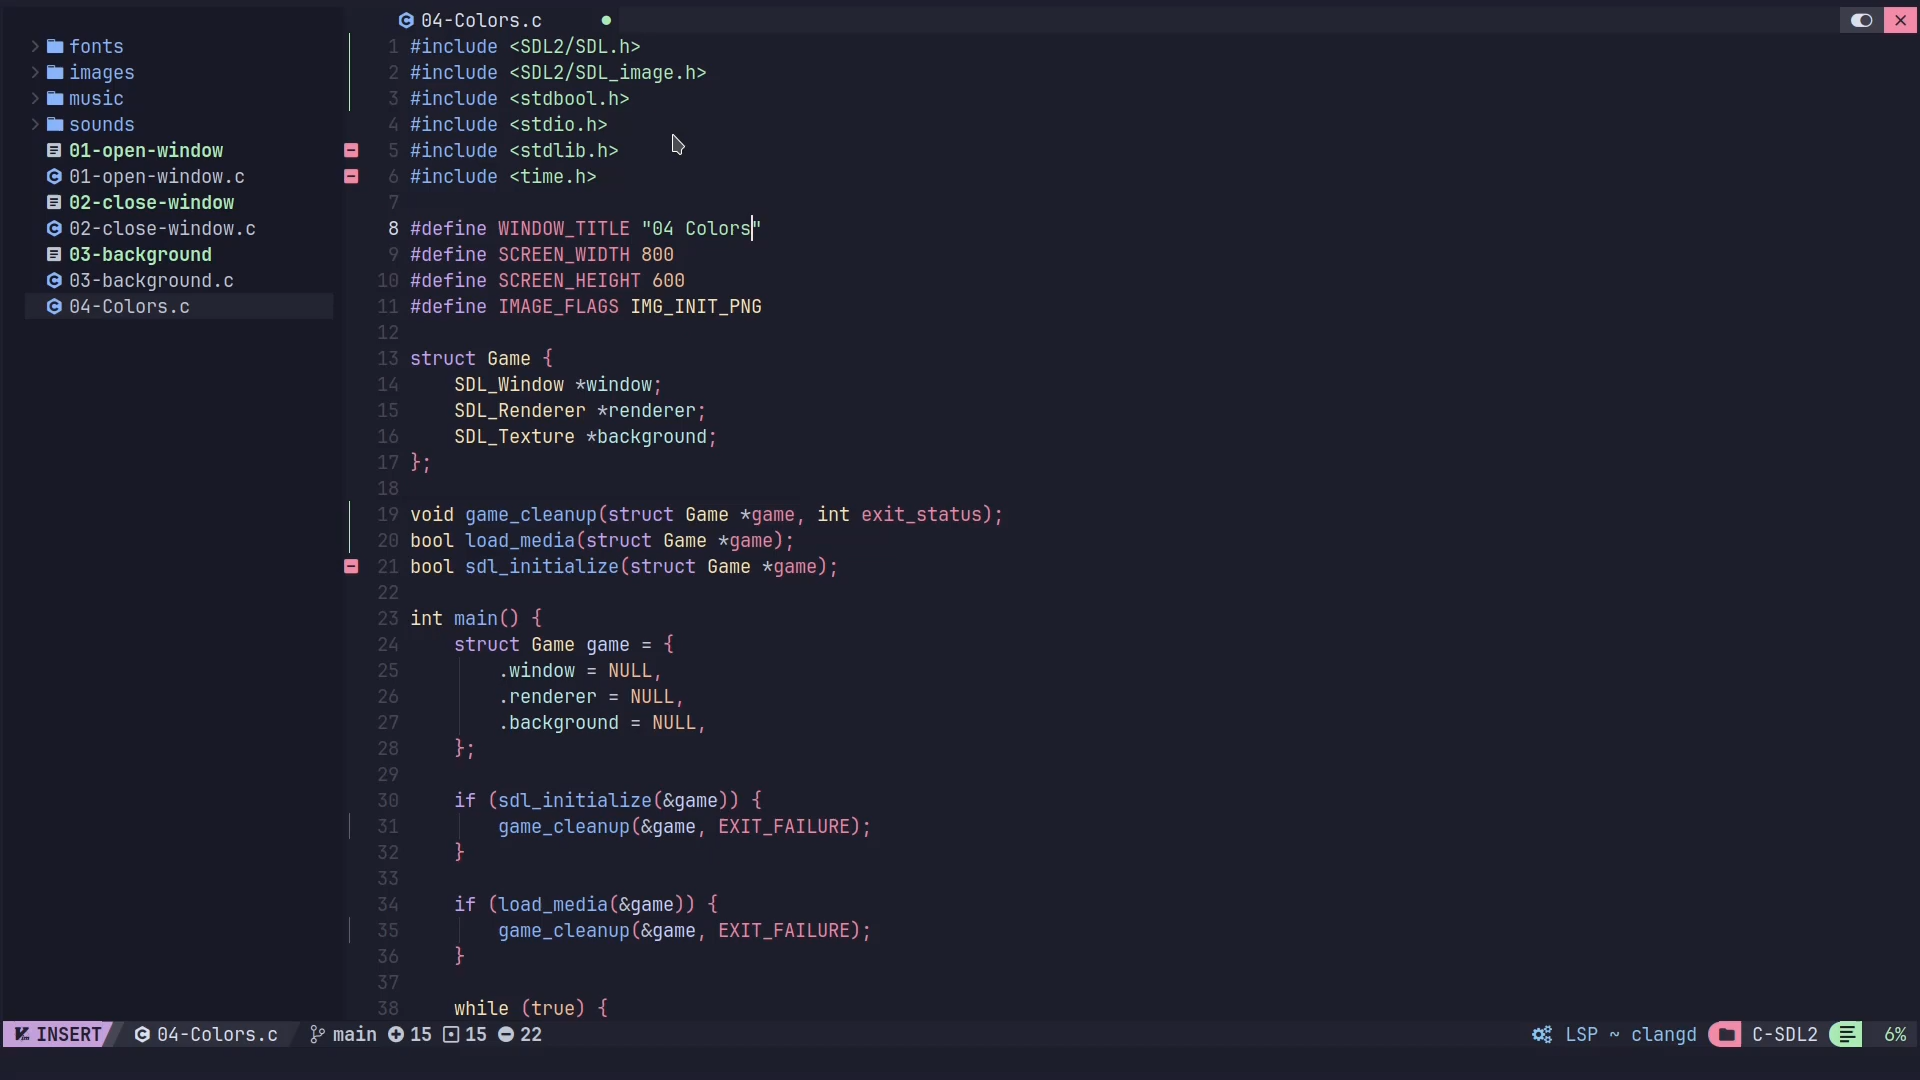 04-Colors.c
fonts
images
music
sounds
01-open-window
01-open-window.c
02-close-window
02-close-window.c
03-background
03-background.c
04-Colors.c
1 #include <SDL2/SDL.h>
2 #include <SDL2/SDL_image.h>
3 #include <stdbool.h>
4 #include <stdio.h>
5 #include <stdlib.h>
6 #include <time.h>
7
8 #define WINDOW_TITLE "04 Colors"
9 #define SCREEN_WIDTH 800
10 #define SCREEN_HEIGHT 600
11 #define IMAGE_FLAGS IMG_INIT_PNG
12
13 struct Game {
14     SDL_Window *window;
15     SDL_Renderer *renderer;
16     SDL_Texture *background;
17 };
18
19 void game_cleanup(struct Game *game, int exit_status);
20 bool load_media(struct Game *game);
21 bool sdl_initialize(struct Game *game);
22
23 int main() {
24     struct Game game = {
25         .window = NULL,
26         .renderer = NULL,
27         .background = NULL,
28     };
29
30     if (sdl_initialize(&game)) {
31         game_cleanup(&game, EXIT_FAILURE);
32     }
33
34     if (load_media(&game)) {
35         game_cleanup(&game, EXIT_FAILURE);
36     }
37
38     while (true) {
INSERT 04-Colors.c main 15 15 22 LSP ~ clangd C-SDL2 6%